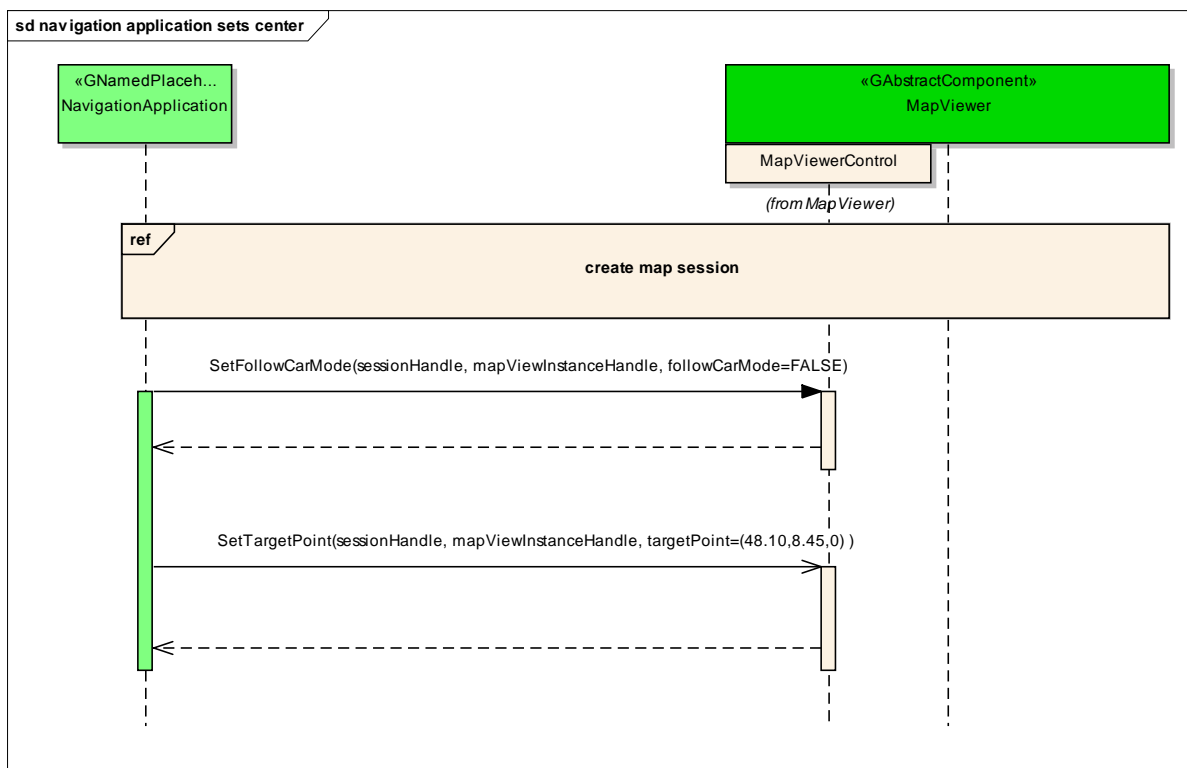 sd navigation application sets center
«GNamedPlaceh...
NavigationApplication
«GAbstractComponent»
MapViewer
MapViewerControl
(from MapViewer)
ref
create map session
SetFollowCarMode(sessionHandle, mapViewInstanceHandle, followCarMode=FALSE)
SetTargetPoint(sessionHandle, mapViewInstanceHandle, targetPoint=(48.10,8.45,0) )